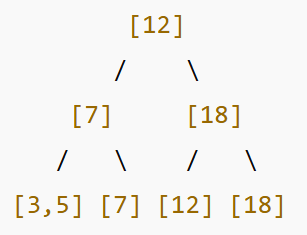 [12]
/ \
[7] [18]
/ \ / \
[3,5] [7] [12] [18]